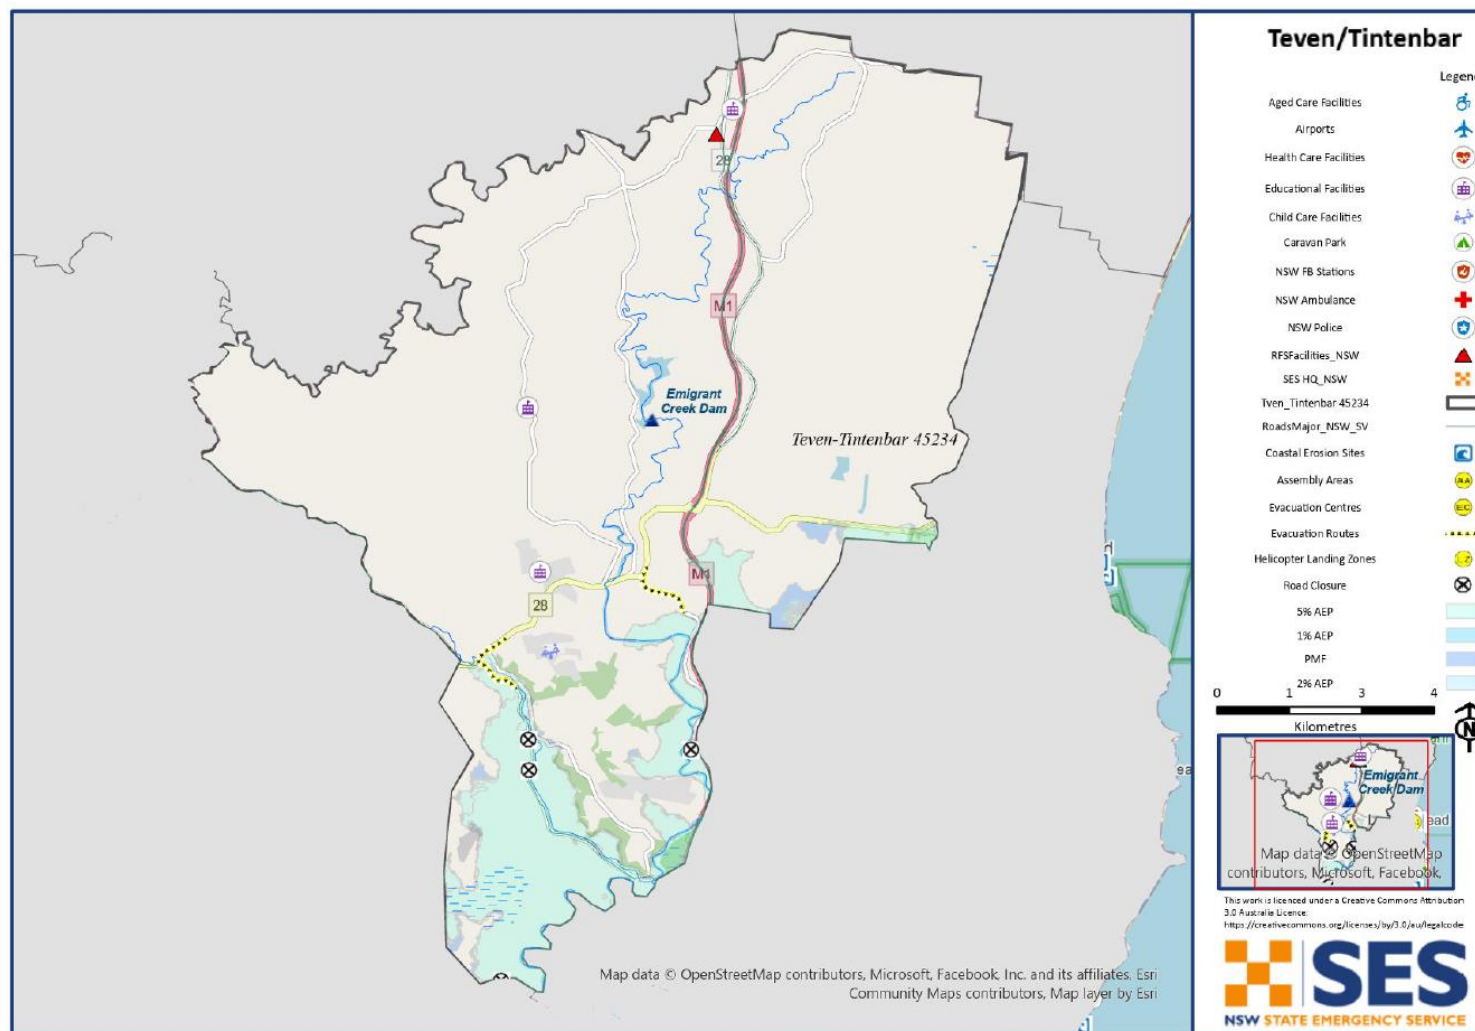 Teven/Tintenbar
Legen
Aged Care Facilities
Airports
Health Care Facilities
Educational Facilities
Child Care Facilities
Caravan Park
NSW FB Stations
NSW Ambulance
NSW Police
RFSFacilities_NSW
SES HQ_NSW
Tven_Tintenbar 45234
RoadsMajor_NSW_SV
Coastal Erosion Sites
Assembly Areas
AA
Evacuation Centres
EC
Evacuation Routes
Helicopter Landing Zones
Road Closure
5% AEP
1% AEP
PMF
2% AEP
0 1 3 4
Kilometres
N
28
M1
Emigrant
Creek Dam
Teven-Tintenbar 45234
M1
28
ea
Map data © OpenStreetMap contributors, Microsoft, Facebook, Inc. and its affiliates, Esri
Community Maps contributors, Map layer by Esri
Emigrant
Creek Dam
ead
Map data © OpenStreetMap
contributors, Microsoft, Facebook,
This work is licenced under a Creative Commons Attribution
3.0 Australia Licence:
https://creativecommons.org/licenses/by/3.0/au/legalcode
SES
NSW STATE EMERGENCY SERVICE